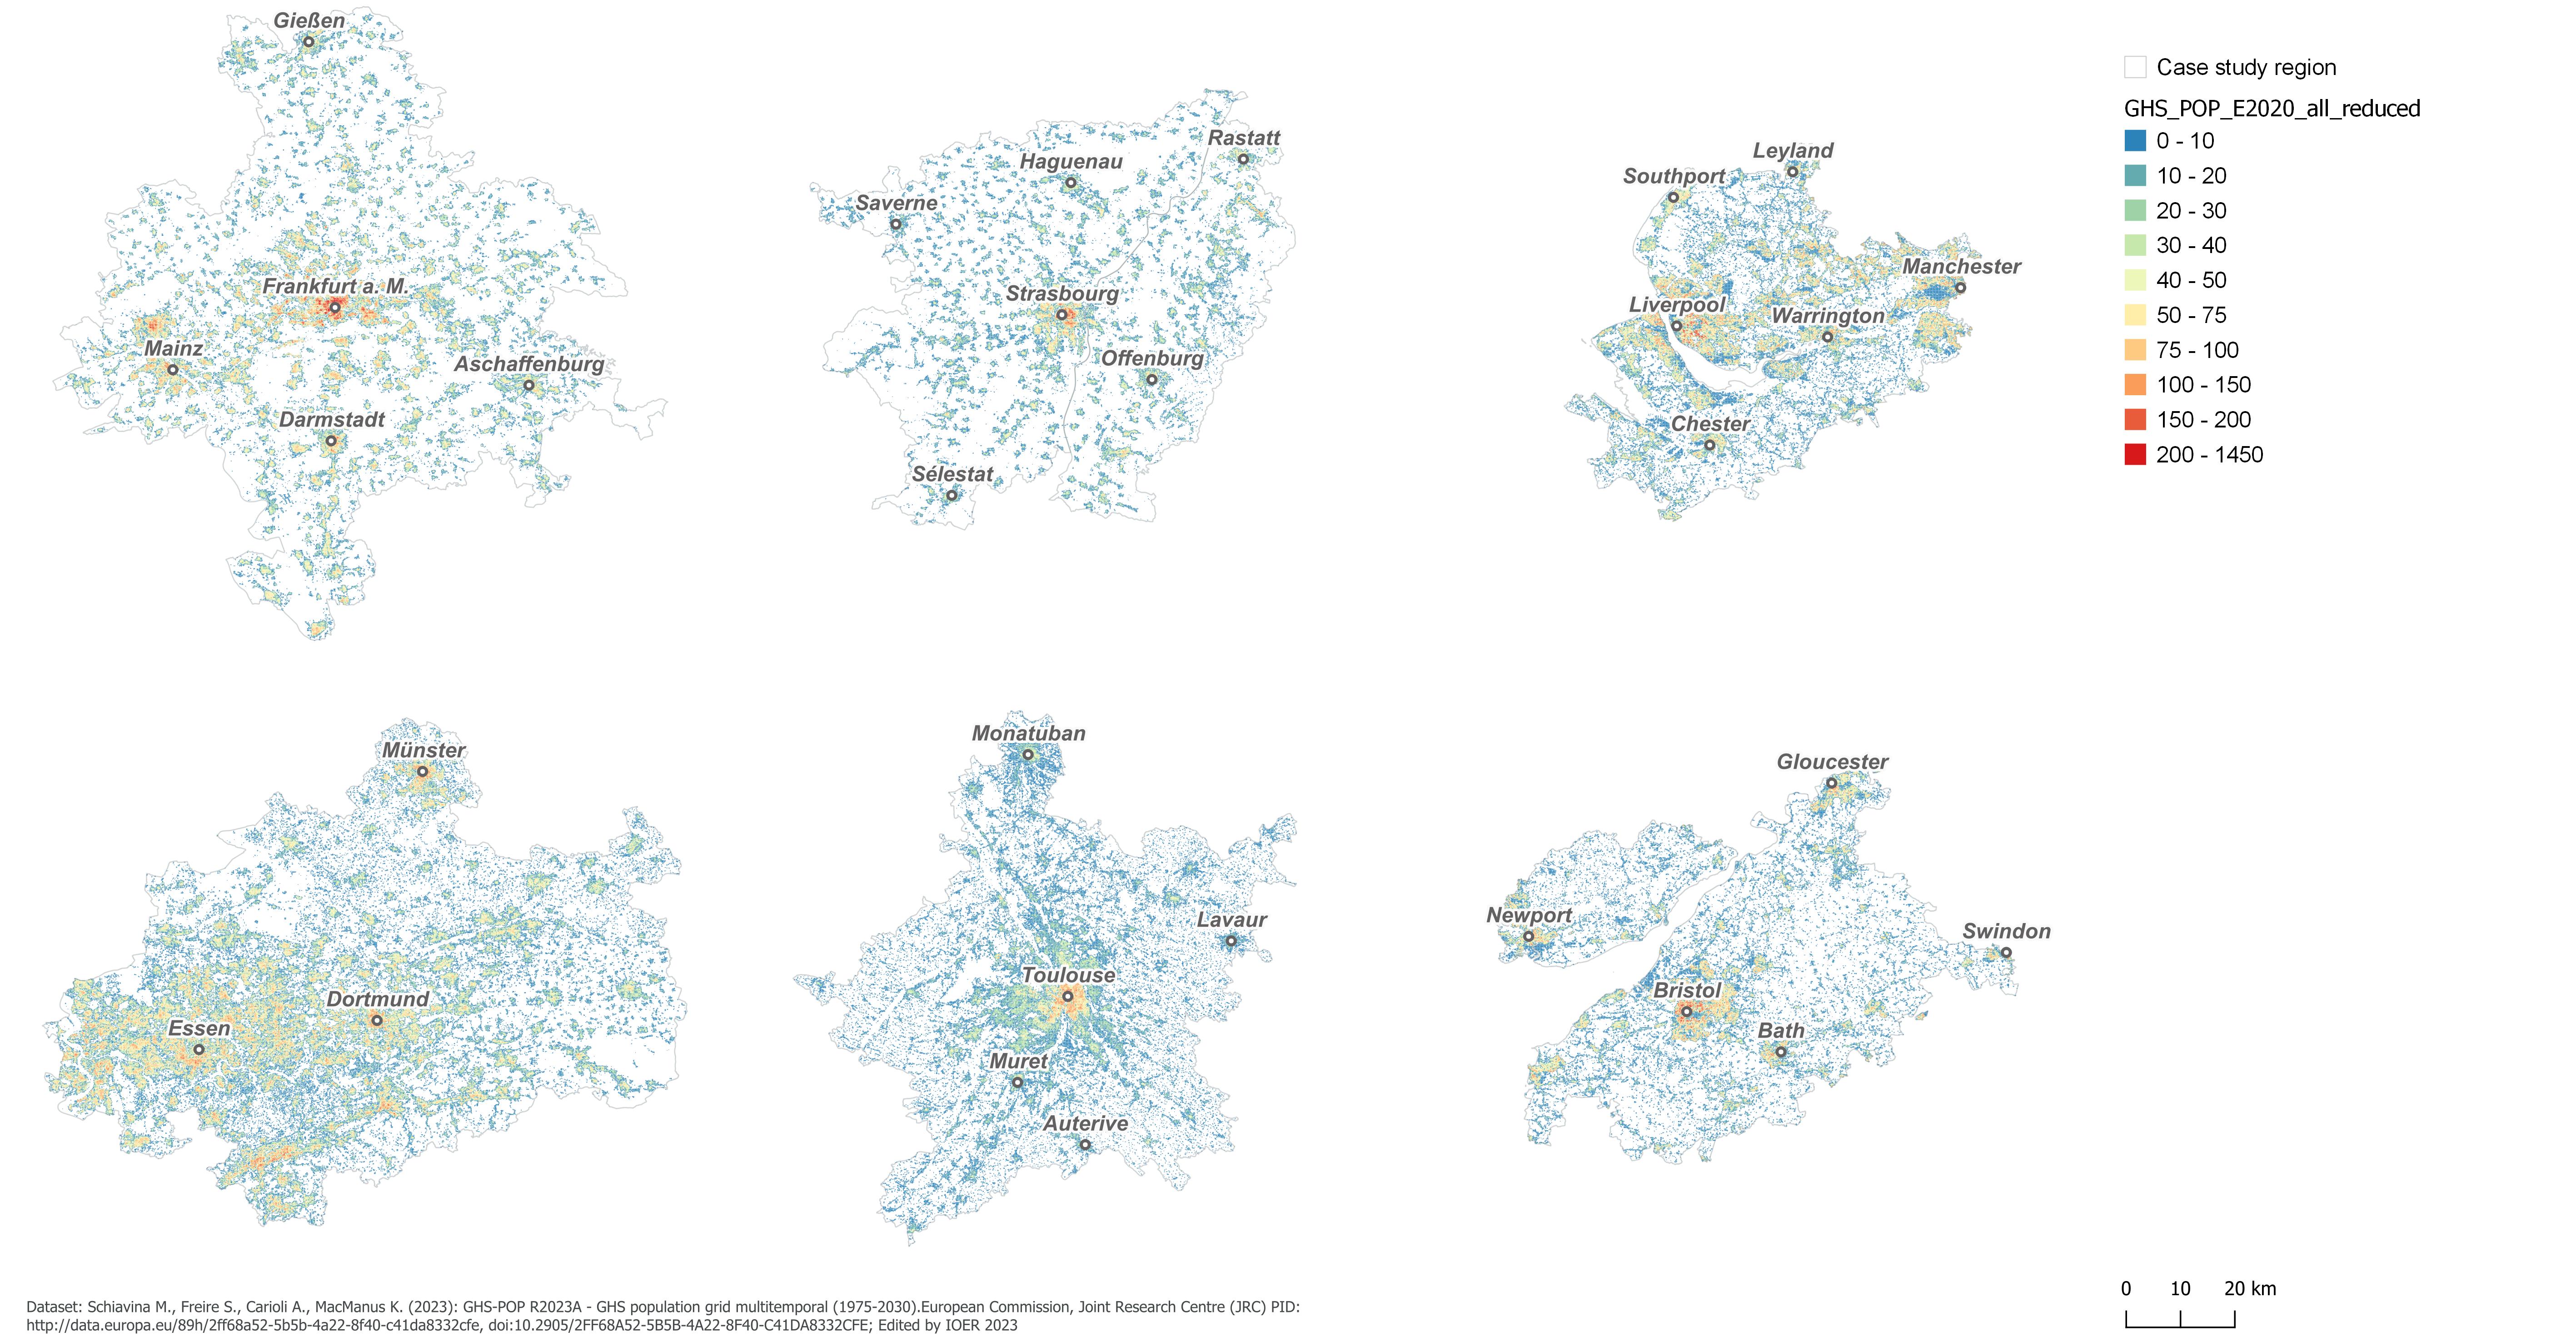 Gießen
Frankfurt a. M.
Mainz
Aschaffenburg
Darmstadt
Rastatt
Haguenau
Saverne
Strasbourg
Offenburg
Sélestat
Leyland
Southport
Manchester
Liverpool
Warrington
Chester
Case study region
GHS_POP_E2020_all_reduced
0 - 10
10 - 20
20 - 30
30 - 40
40 - 50
50 - 75
75 - 100
100 - 150
150 - 200
200 - 1450
Münster
Dortmund
Essen
Monatuban
Lavaur
Toulouse
Muret
Auterive
Gloucester
Newport
Swindon
Bristol
Bath
0 10 20 km
Dataset: Schiavina M., Freire S., Carioli A., MacManus K. (2023): GHS-POP R2023A - GHS population grid multitemporal (1975-2030).European Commission, Joint Research Centre (JRC) PID:
http://data.europa.eu/89h/2ff68a52-5b5b-4a22-8f40-c41da8332cfe, doi:10.2905/2FF68A52-5B5B-4A22-8F40-C41DA8332CFE; Edited by IOER 2023